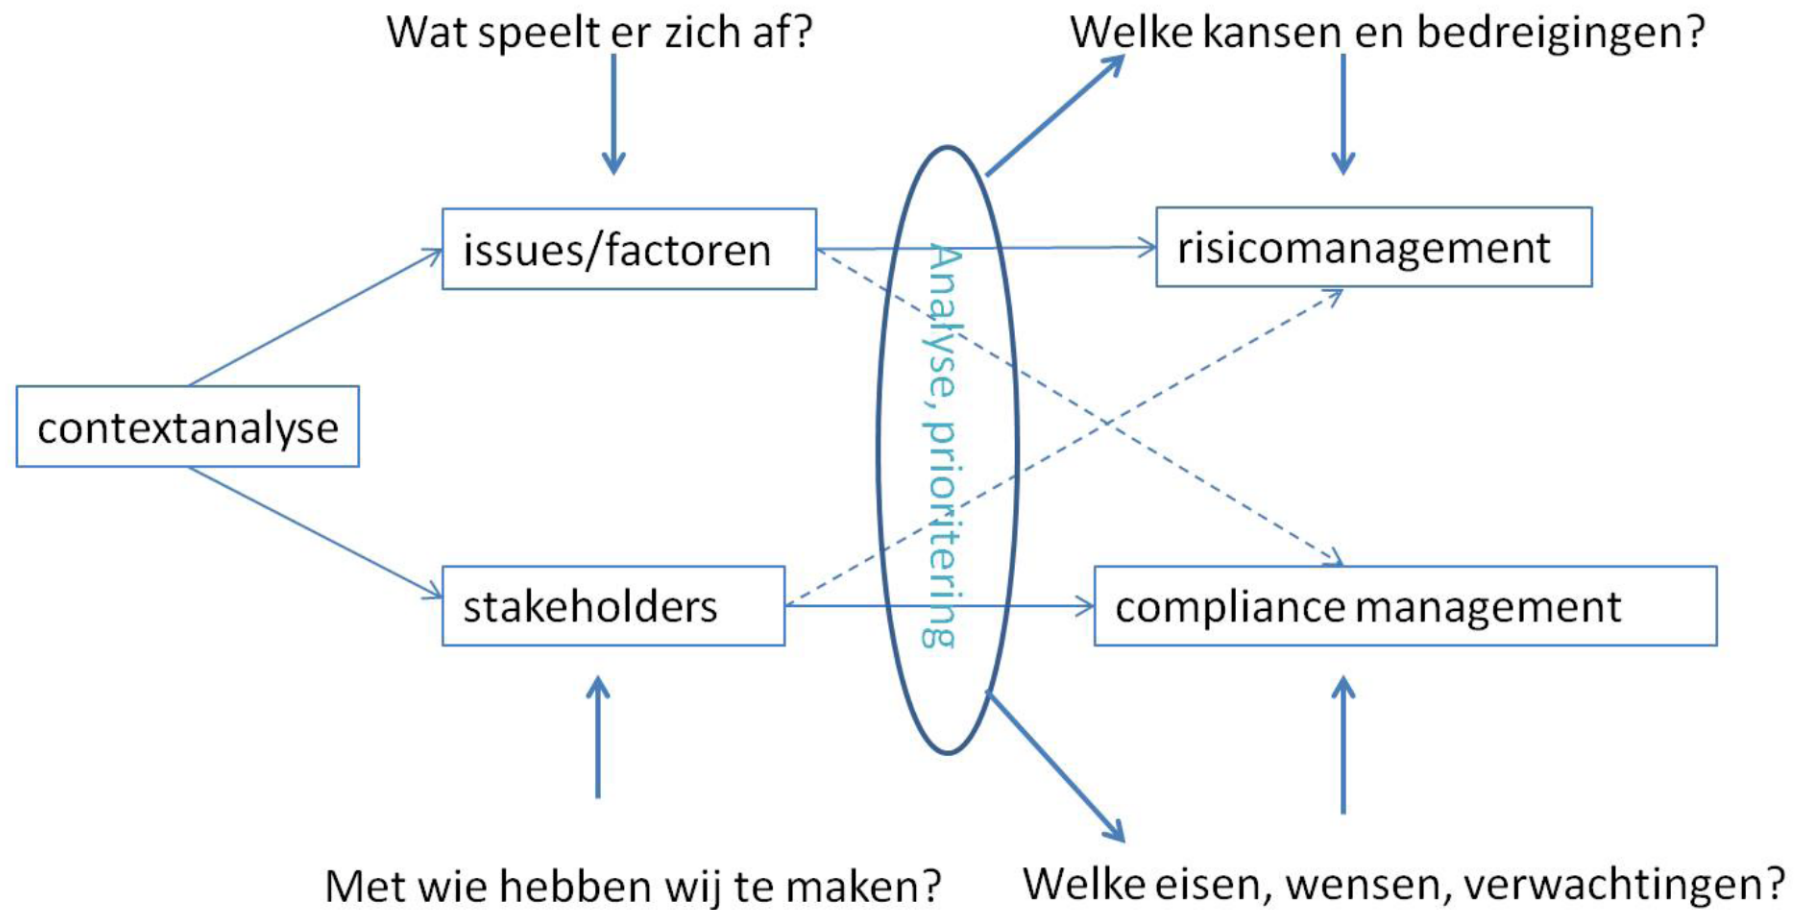 Wat speelt er zich af?
Welke kansen en bedreigingen?
issues/factoren
risicomanagement
contextanalyse
Analyse, prioritering
stakeholders
compliance management
Met wie hebben wij te maken?
Welke eisen, wensen, verwachtingen?